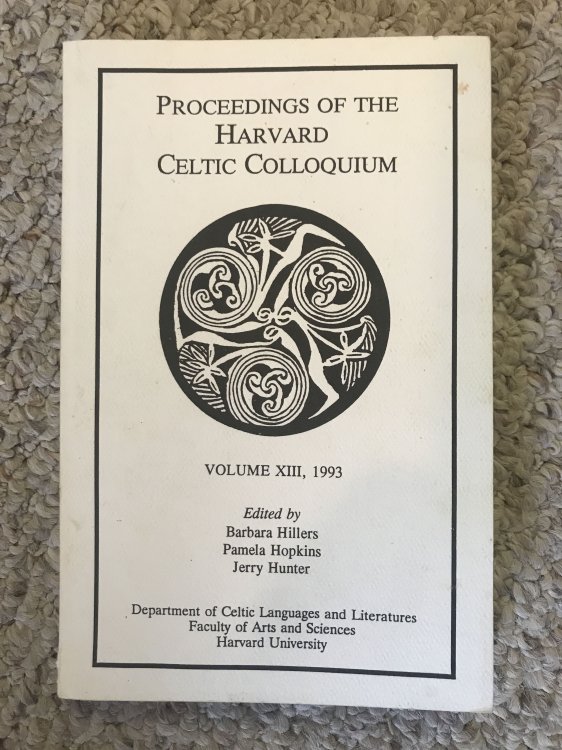 PROCEEDINGS OF THE
HARVARD
CELTIC COLLOQUIUM
VOLUME XIII, 1993
Edited by
Barbara Hillers
Pamela Hopkins
Jerry Hunter
Department of Celtic Languages and Literatures
Faculty of Arts and Sciences
Harvard University